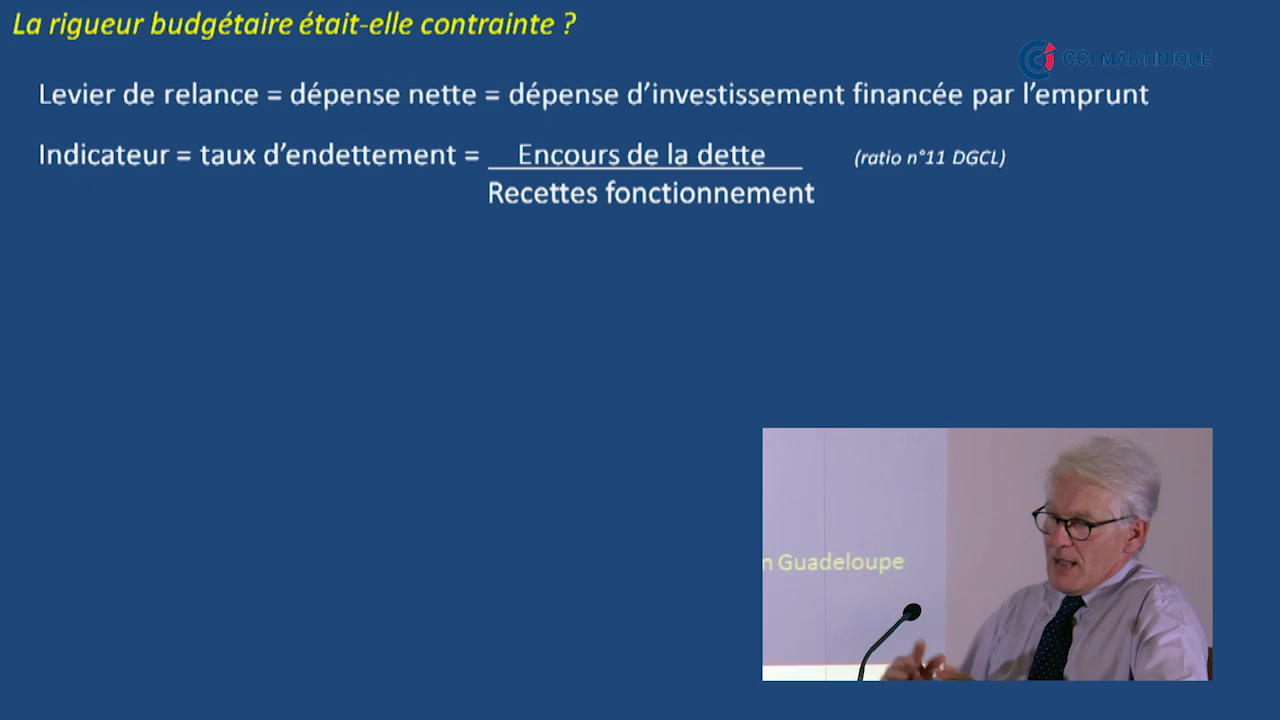 La rigueur budgétaire était-elle contrainte ?
CCI MARTINIQUE
Levier de relance = dépense nette = dépense d'investissement financée par l'emprunt
Indicateur = taux d'endettement = Encours de la dette (ratio n°11 DGCL)
Recettes fonctionnement
n Guadeloupe